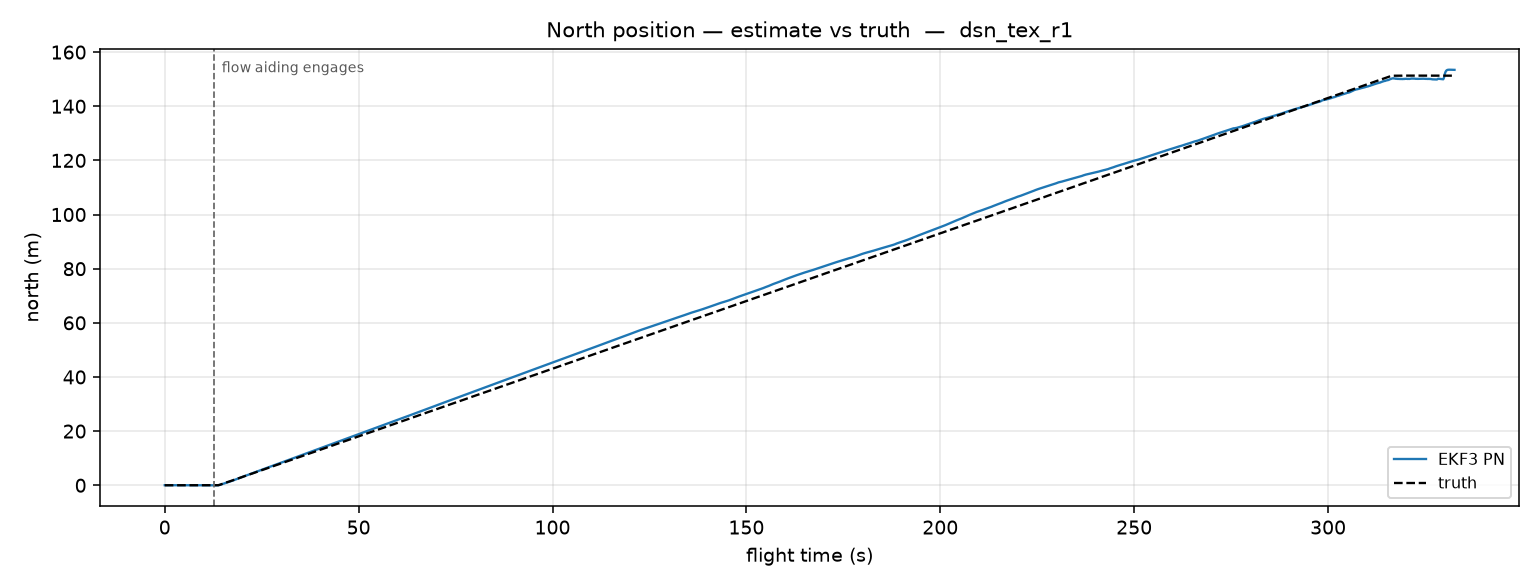 North position — estimate vs truth — dsn_tex_r1
flow aiding engages
160
140
120
100
80
60
40
20
0
north (m)
EKF3 PN
truth
0 50 100 150 200 250 300
flight time (s)